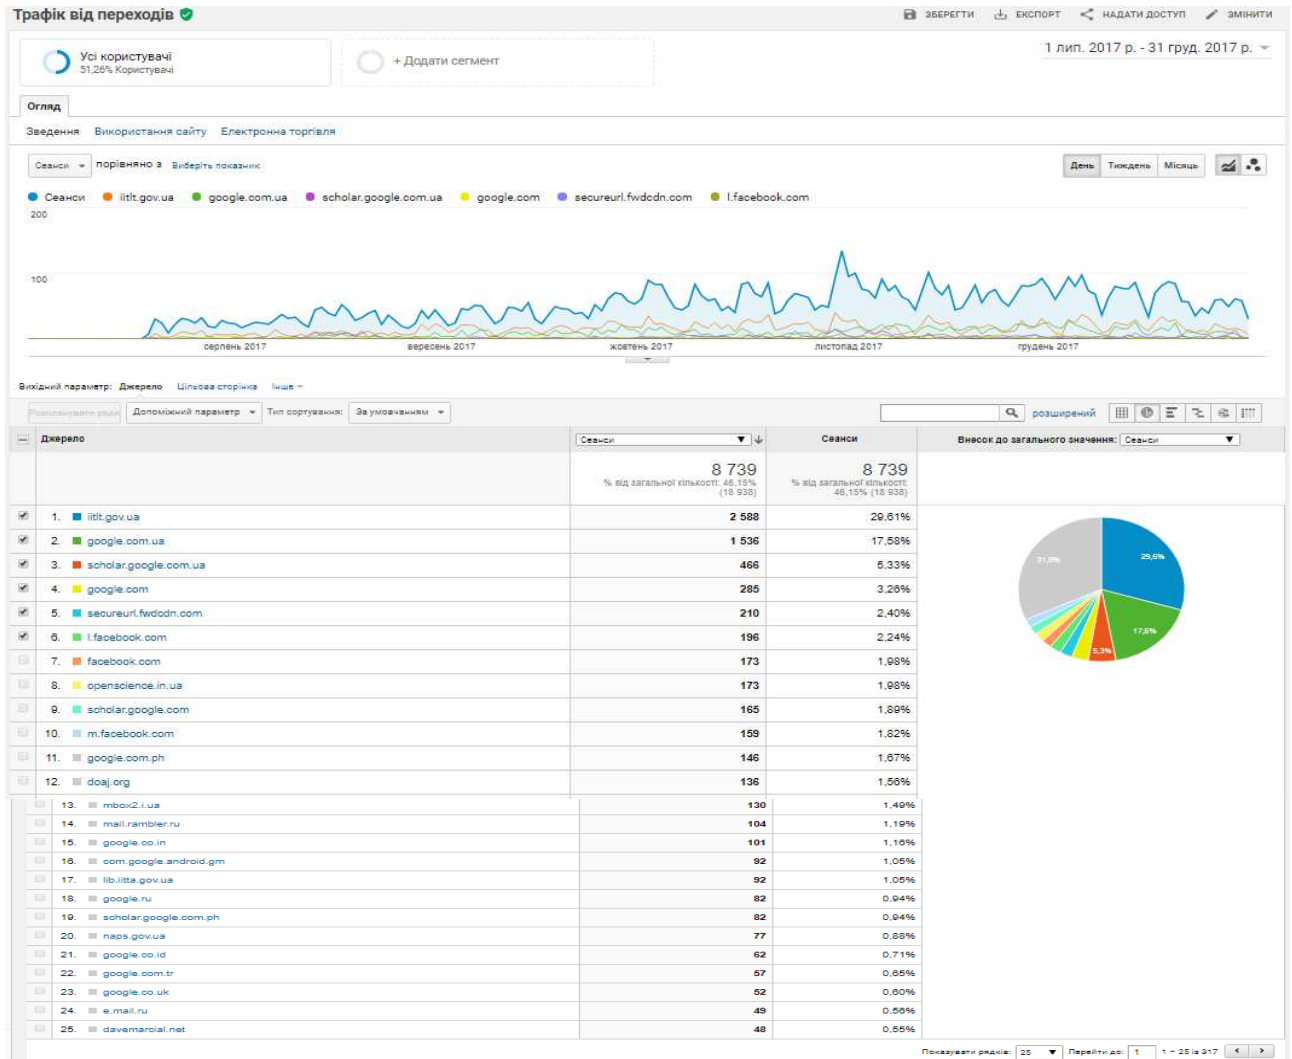 Трафік від переходів
ЗБЕРЕГТИ ЕКСПОРТ НАДАТИ ДОСТУП ЗМІНИТИ
Усі користувачі
51,26% Користувачі
+ Додати сегмент
1 лип. 2017 р. - 31 груд. 2017 р.
Огляд
Зведення Використання сайту Електронна торгівля
Сеанси порівняно з Виберіть показник
День Тиждень Місяць
Сеанси iitlt.gov.ua google.com.ua scholar.google.com.ua google.com secureurl.fwdcdn.com l.facebook.com
200
100
серпень 2017 вересень 2017 жовтень 2017 листопад 2017 грудень 2017
Вихідний параметр: Джерело Цільова сторінка Інше
Розпланувати ряди Допоміжний параметр Тип сортування: За умовчанням розширений
Джерело Сеанси Сеанси Внесок до загального значення: Сеанси
8 739 8 739
% від загальної кількості: 46,15% % від загальної кількості:
(18 938) 46,15% (18 938)
1. iitlt.gov.ua 2 588 29,61%
2. google.com.ua 1 536 17,58%
3. scholar.google.com.ua 466 5,33%
4. google.com 285 3,26%
5. secureurl.fwdcdn.com 210 2,40%
6. l.facebook.com 196 2,24%
7. facebook.com 173 1,98%
8. openscience.in.ua 173 1,98%
9. scholar.google.com 165 1,89%
10. m.facebook.com 159 1,82%
11. google.com.ph 146 1,67%
12. doaj.org 136 1,56%
31,9% 29,6%
17,6%
5,3%
13. mbox2.i.ua 130 1,49%
14. mail.rambler.ru 104 1,19%
15. google.co.in 101 1,16%
16. com.google.android.gm 92 1,05%
17. lib.iitta.gov.ua 92 1,05%
18. google.ru 82 0,94%
19. scholar.google.com.ph 82 0,94%
20. naps.gov.ua 77 0,88%
21. google.co.id 62 0,71%
22. google.com.tr 57 0,65%
23. google.co.uk 52 0,60%
24. e.mail.ru 49 0,56%
25. davemarcial.net 48 0,55%
Показувати рядків: 25 Перейти до: 1 1 – 25 із 317